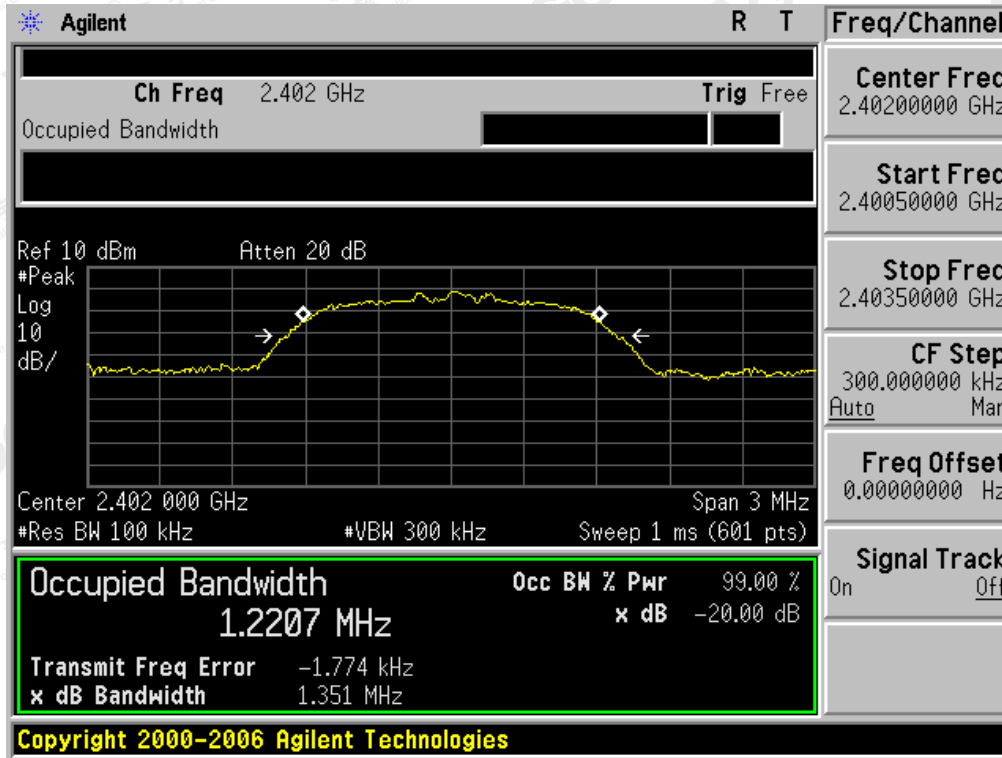 Agilent R T
Ch Freq 2.402 GHz Trig Free
Occupied Bandwidth
Ref 10 dBm Atten 20 dB
#Peak
Log
10
dB/
Center 2.402 000 GHz Span 3 MHz
#Res BW 100 kHz #VBW 300 kHz Sweep 1 ms (601 pts)
Occupied Bandwidth
1.2207 MHz
Occ BW % Pwr 99.00 %
x dB -20.00 dB
Transmit Freq Error -1.774 kHz
x dB Bandwidth 1.351 MHz
Copyright 2000-2006 Agilent Technologies
Freq/Channel
Center Freq
2.40200000 GHz
Start Freq
2.40050000 GHz
Stop Freq
2.40350000 GHz
CF Step
300.000000 kHz
Auto Man
Freq Offset
0.00000000 Hz
Signal Track
On Off